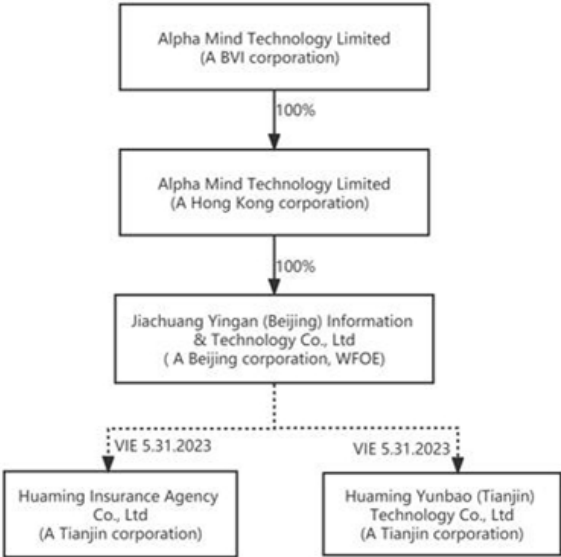 Alpha Mind Technology Limited
(A BVI corporation)
100%
Alpha Mind Technology Limited
(A Hong Kong corporation)
100%
Jiachuang Yingan (Beijing) Information
& Technology Co., Ltd
( A Beijing corporation, WFOE)
VIE 5.31.2023
VIE 5.31.2023
Huaming Insurance Agency
Co., Ltd
(A Tianjin corporation)
Huaming Yunbao (Tianjin)
Technology Co., Ltd
(A Tianjin corporation)